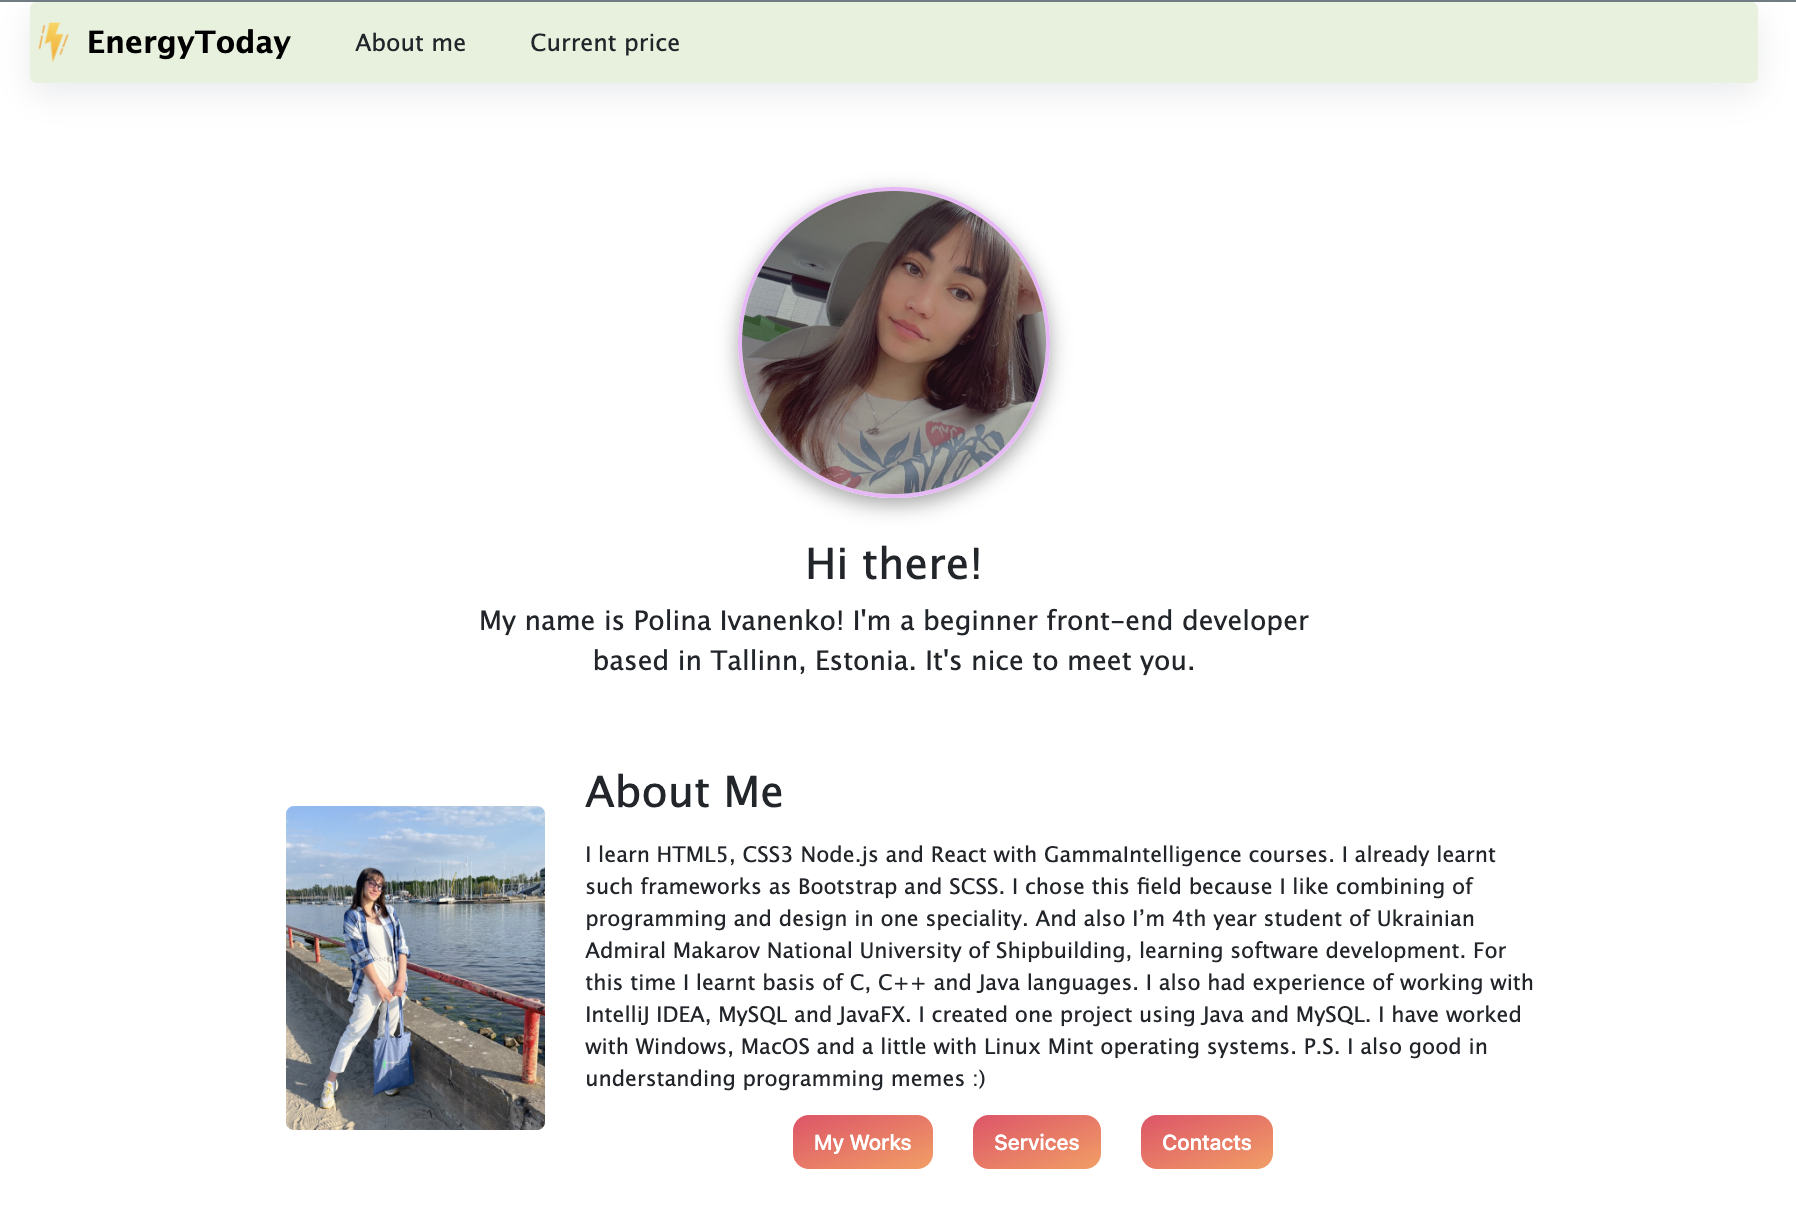 EnergyToday About me Current price
Hi there!
My name is Polina Ivanenko! I'm a beginner front-end developer
based in Tallinn, Estonia. It's nice to meet you.
About Me
I learn HTML5, CSS3 Node.js and React with GammaIntelligence courses. I already learnt
such frameworks as Bootstrap and SCSS. I chose this field because I like combining of
programming and design in one speciality. And also I’m 4th year student of Ukrainian
Admiral Makarov National University of Shipbuilding, learning software development. For
this time I learnt basis of C, C++ and Java languages. I also had experience of working with
IntelliJ IDEA, MySQL and JavaFX. I created one project using Java and MySQL. I have worked
with Windows, MacOS and a little with Linux Mint operating systems. P.S. I also good in
understanding programming memes :)
My Works Services Contacts